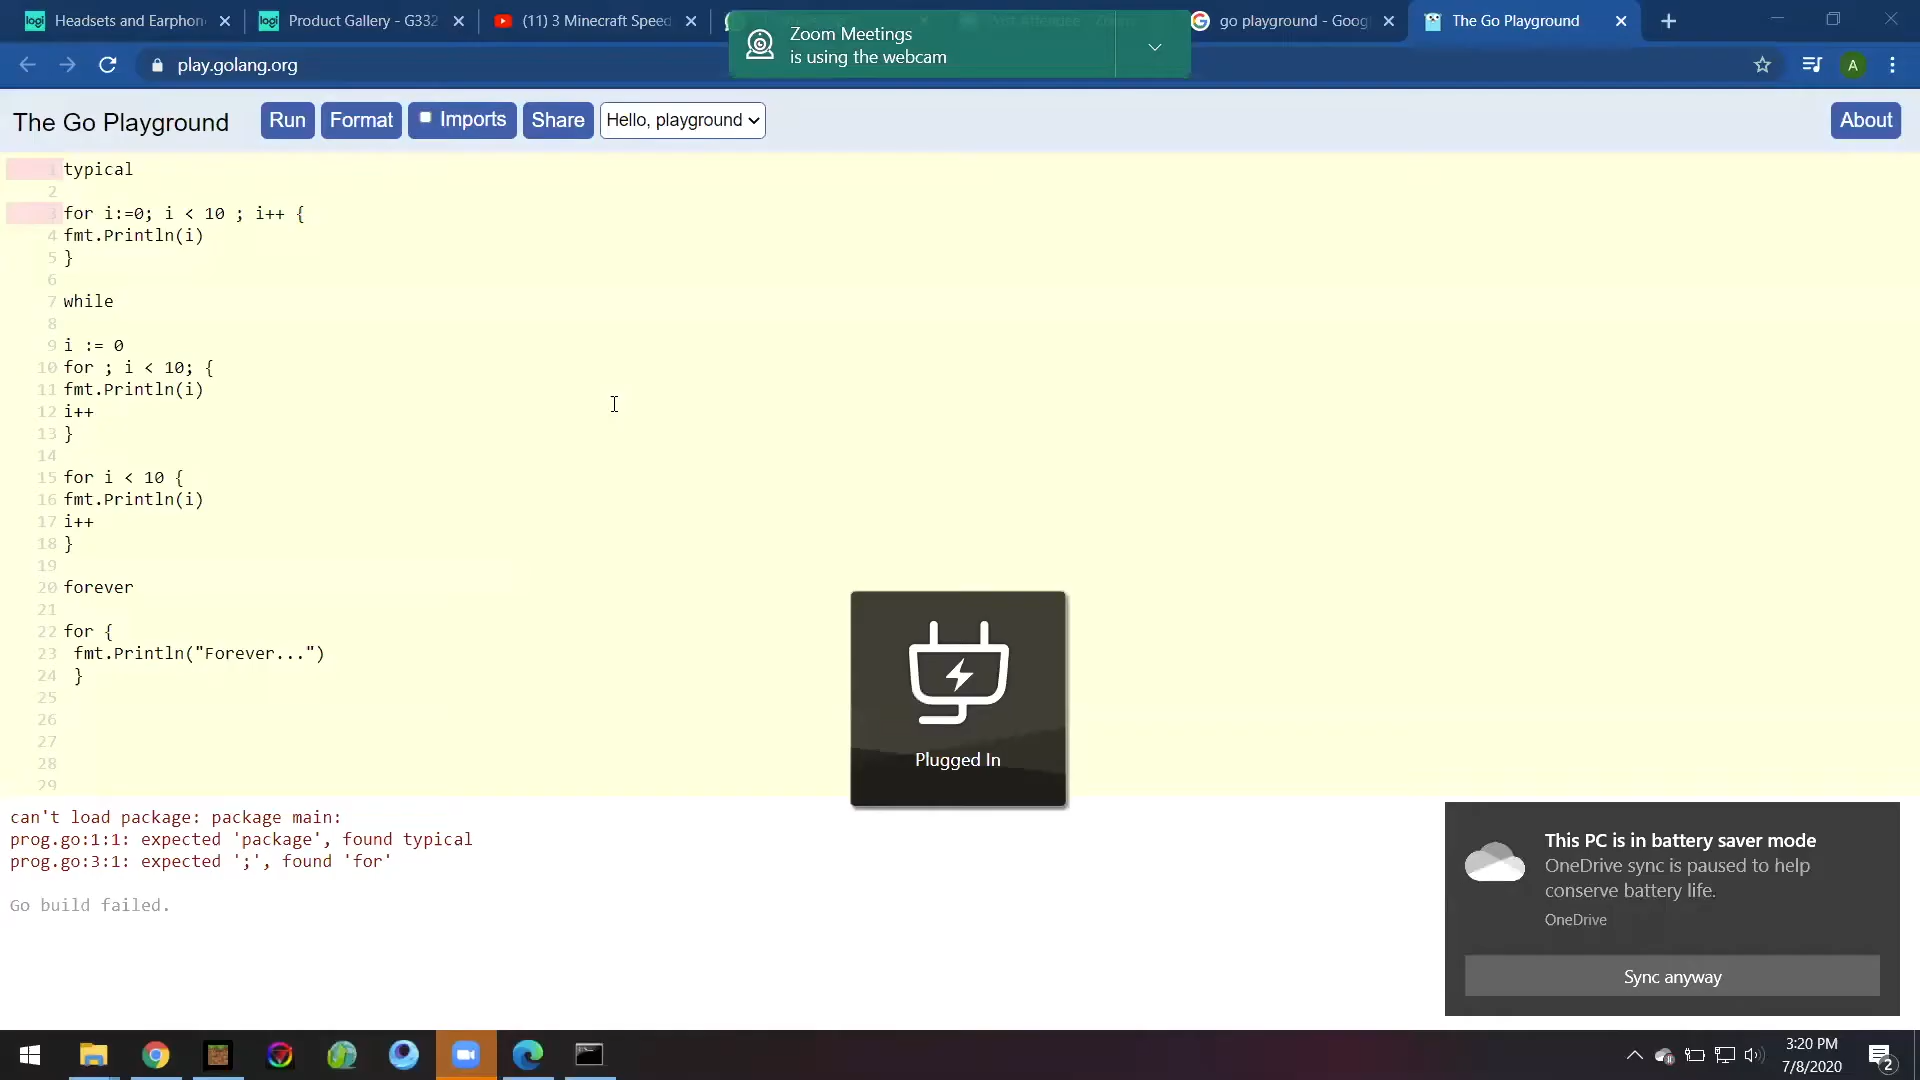 logi Headsets and Earphon
logi Product Gallery - G332
(11) 3 Minecraft Speed
go playground - Goog
The Go Playground
Zoom Meetings
is using the webcam
play.golang.org
A
The Go Playground
Run
Format
Imports
Share
Hello, playground
About
1 typical
2
3 for i:=0; i < 10 ; i++ {
4 fmt.Println(i)
5 }
6
7 while
8
9 i := 0
10 for ; i < 10; {
11 fmt.Println(i)
12 i++
13 }
14
15 for i < 10 {
16 fmt.Println(i)
17 i++
18 }
19
20 forever
21
22 for {
23 fmt.Println("Forever...")
24 }
25
26
27
28
29
Plugged In
can't load package: package main:
prog.go:1:1: expected 'package', found typical
prog.go:3:1: expected ';', found 'for'
Go build failed.
This PC is in battery saver mode
OneDrive sync is paused to help
conserve battery life.
OneDrive
Sync anyway
3:20 PM
7/8/2020
2